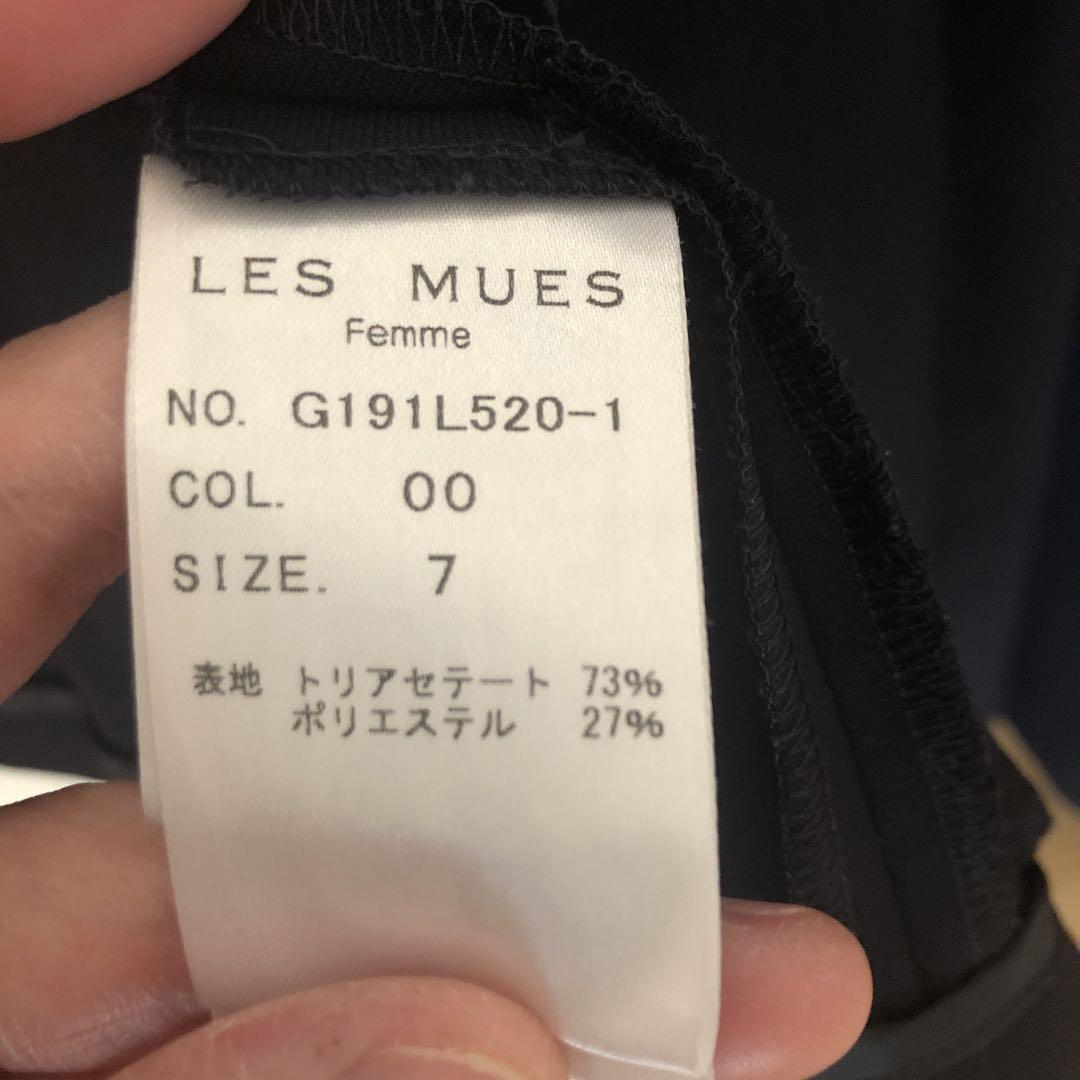 LES MUES
Femme
NO. G191L520-1
COL. 00
SIZE. 7
表地 トリアセテート 73%
ポリエステル 27%